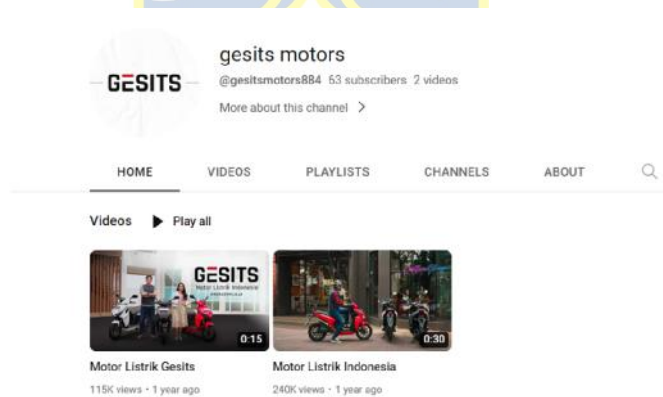 gesits motors
GESITS
@gesitsmotors884 63 subscribers 2 videos
More about this channel >
HOME VIDEOS PLAYLISTS CHANNELS ABOUT
Videos Play all
GESITS
Motor Listrik Indonesia
0:15 0:30
Motor Listrik Gesits Motor Listrik Indonesia
115K views • 1 year ago 240K views • 1 year ago